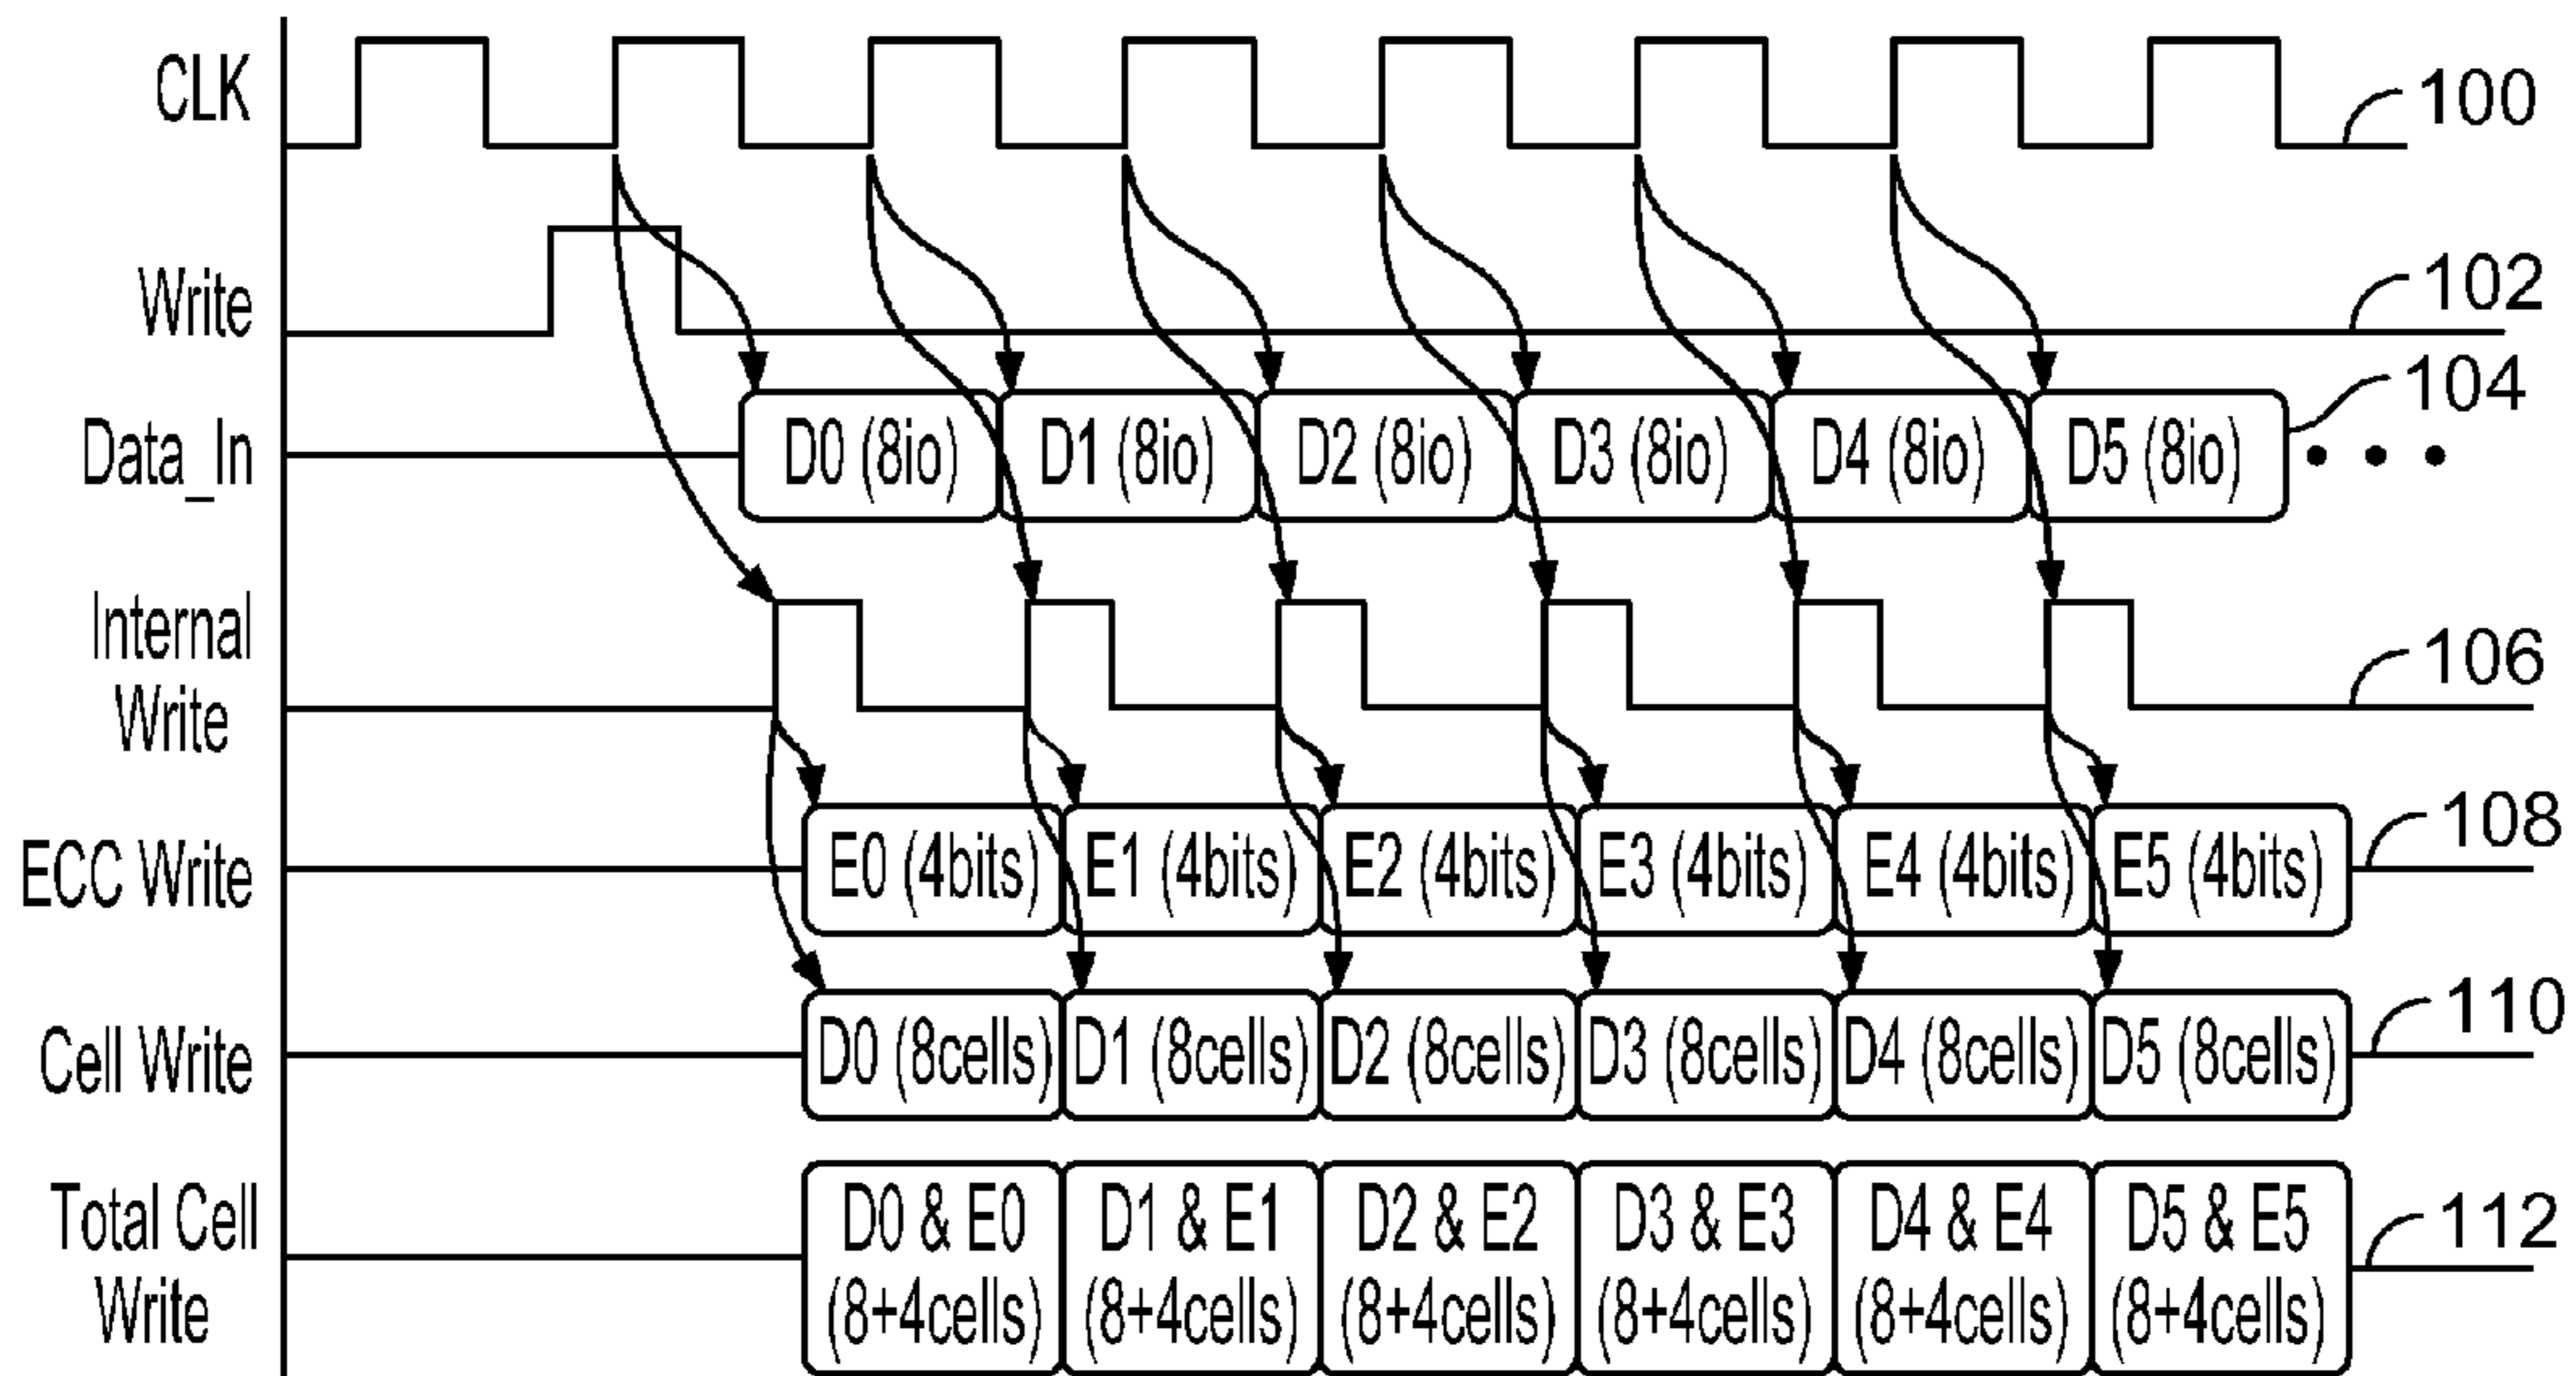 CLK
100
Write
102
Data_In
D0 (8io) D1 (8io) D2 (8io) D3 (8io) D4 (8io) D5 (8io)
104
Internal
Write
106
ECC Write
E0 (4bits) E1 (4bits) E2 (4bits) E3 (4bits) E4 (4bits) E5 (4bits)
108
Cell Write
D0 (8cells) D1 (8cells) D2 (8cells) D3 (8cells) D4 (8cells) D5 (8cells)
110
Total Cell
Write
D0 & E0 D1 & E1 D2 & E2 D3 & E3 D4 & E4 D5 & E5
(8+4cells) (8+4cells) (8+4cells) (8+4cells) (8+4cells) (8+4cells)
112